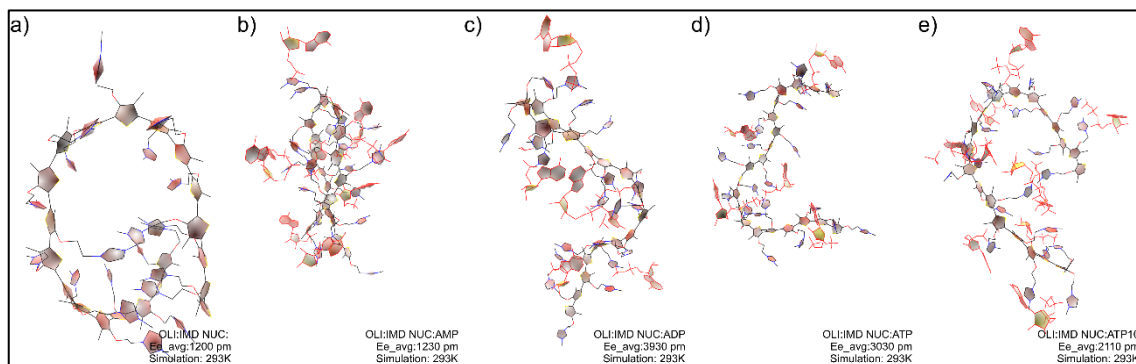 a)
b)
c)
d)
e)
OLI:IMD NUC:
Ee_avg:1200 pm
Simulation: 293K
OLI:IMD NUC:AMP
Ee_avg:1230 pm
Simulation: 293K
OLI:IMD NUC:ADP
Ee_avg:3930 pm
Simulation: 293K
OLI:IMD NUC:ATP
Ee_avg:3030 pm
Simulation: 293K
OLI:IMD NUC:ATP10
Ee_avg:2110 pm
Simulation: 293K